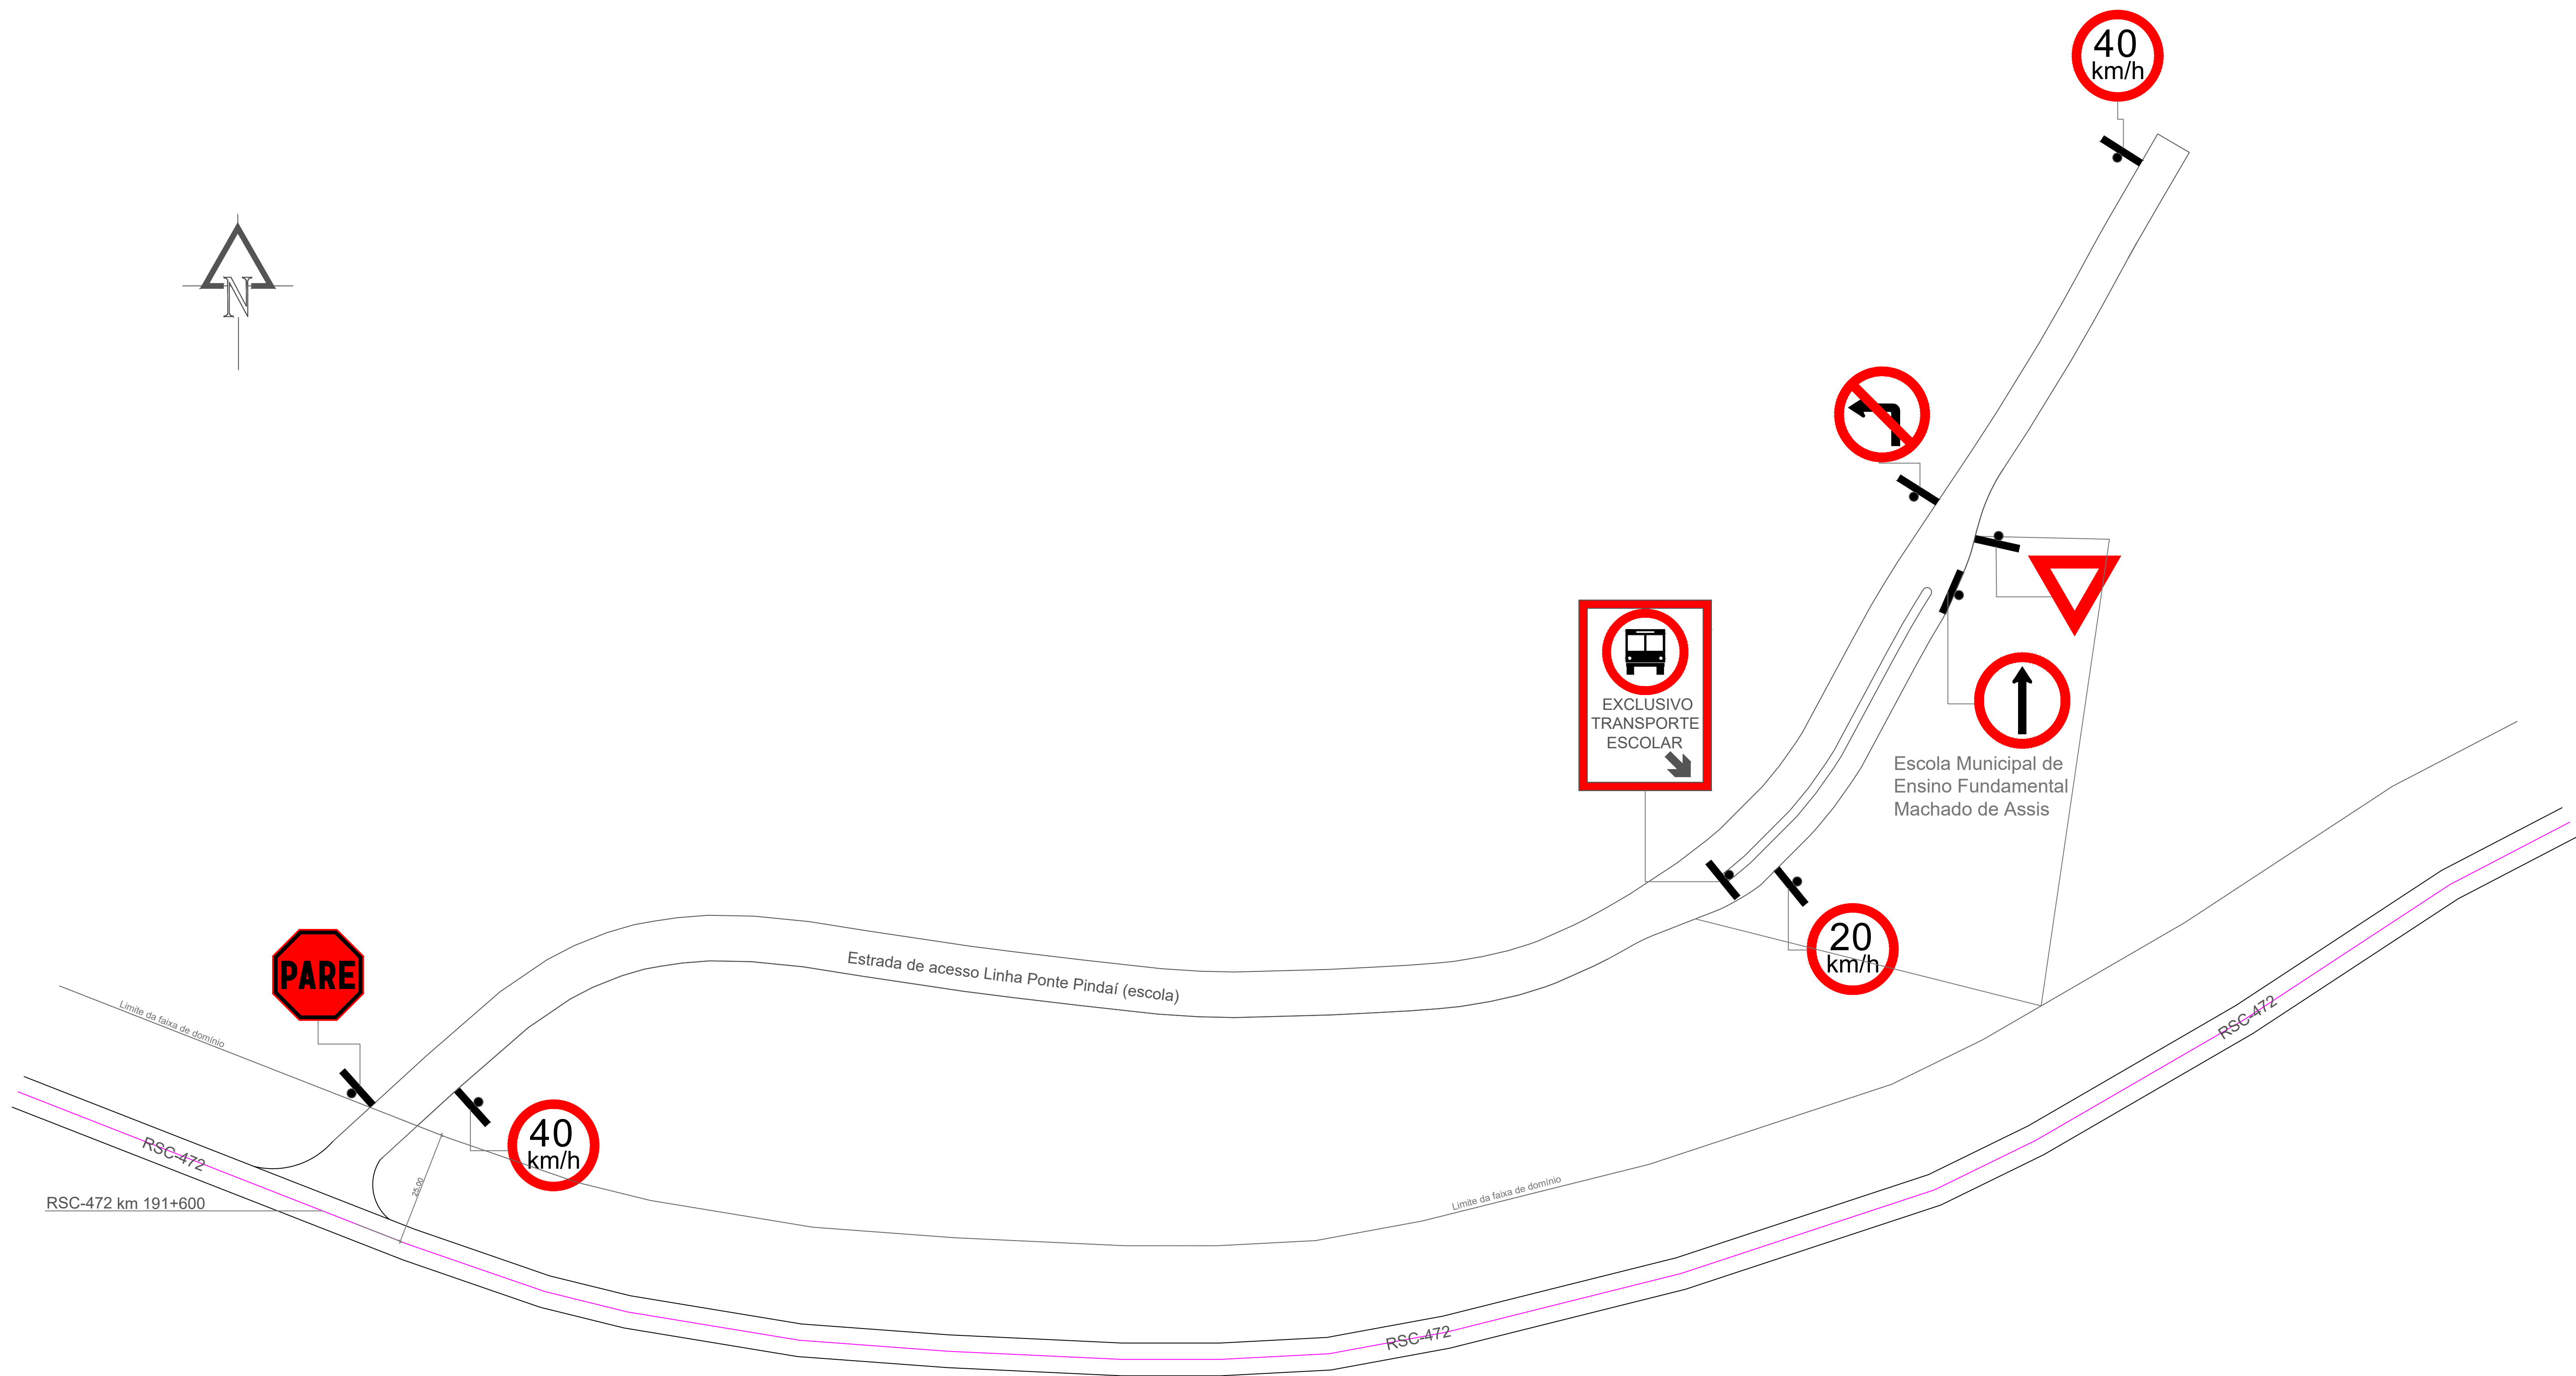 40
km/h
N
EXCLUSIVO
TRANSPORTE
ESCOLAR
Escola Municipal de
Ensino Fundamental
Machado de Assis
20
km/h
Estrada de acesso Linha Ponte Pindaí (escola)
PARE
Limite da faixa de domínio
40
km/h
25,00
RSC-472
RSC-472 km 191+600
Limite da faixa de domínio
RSC-472
RSC-472